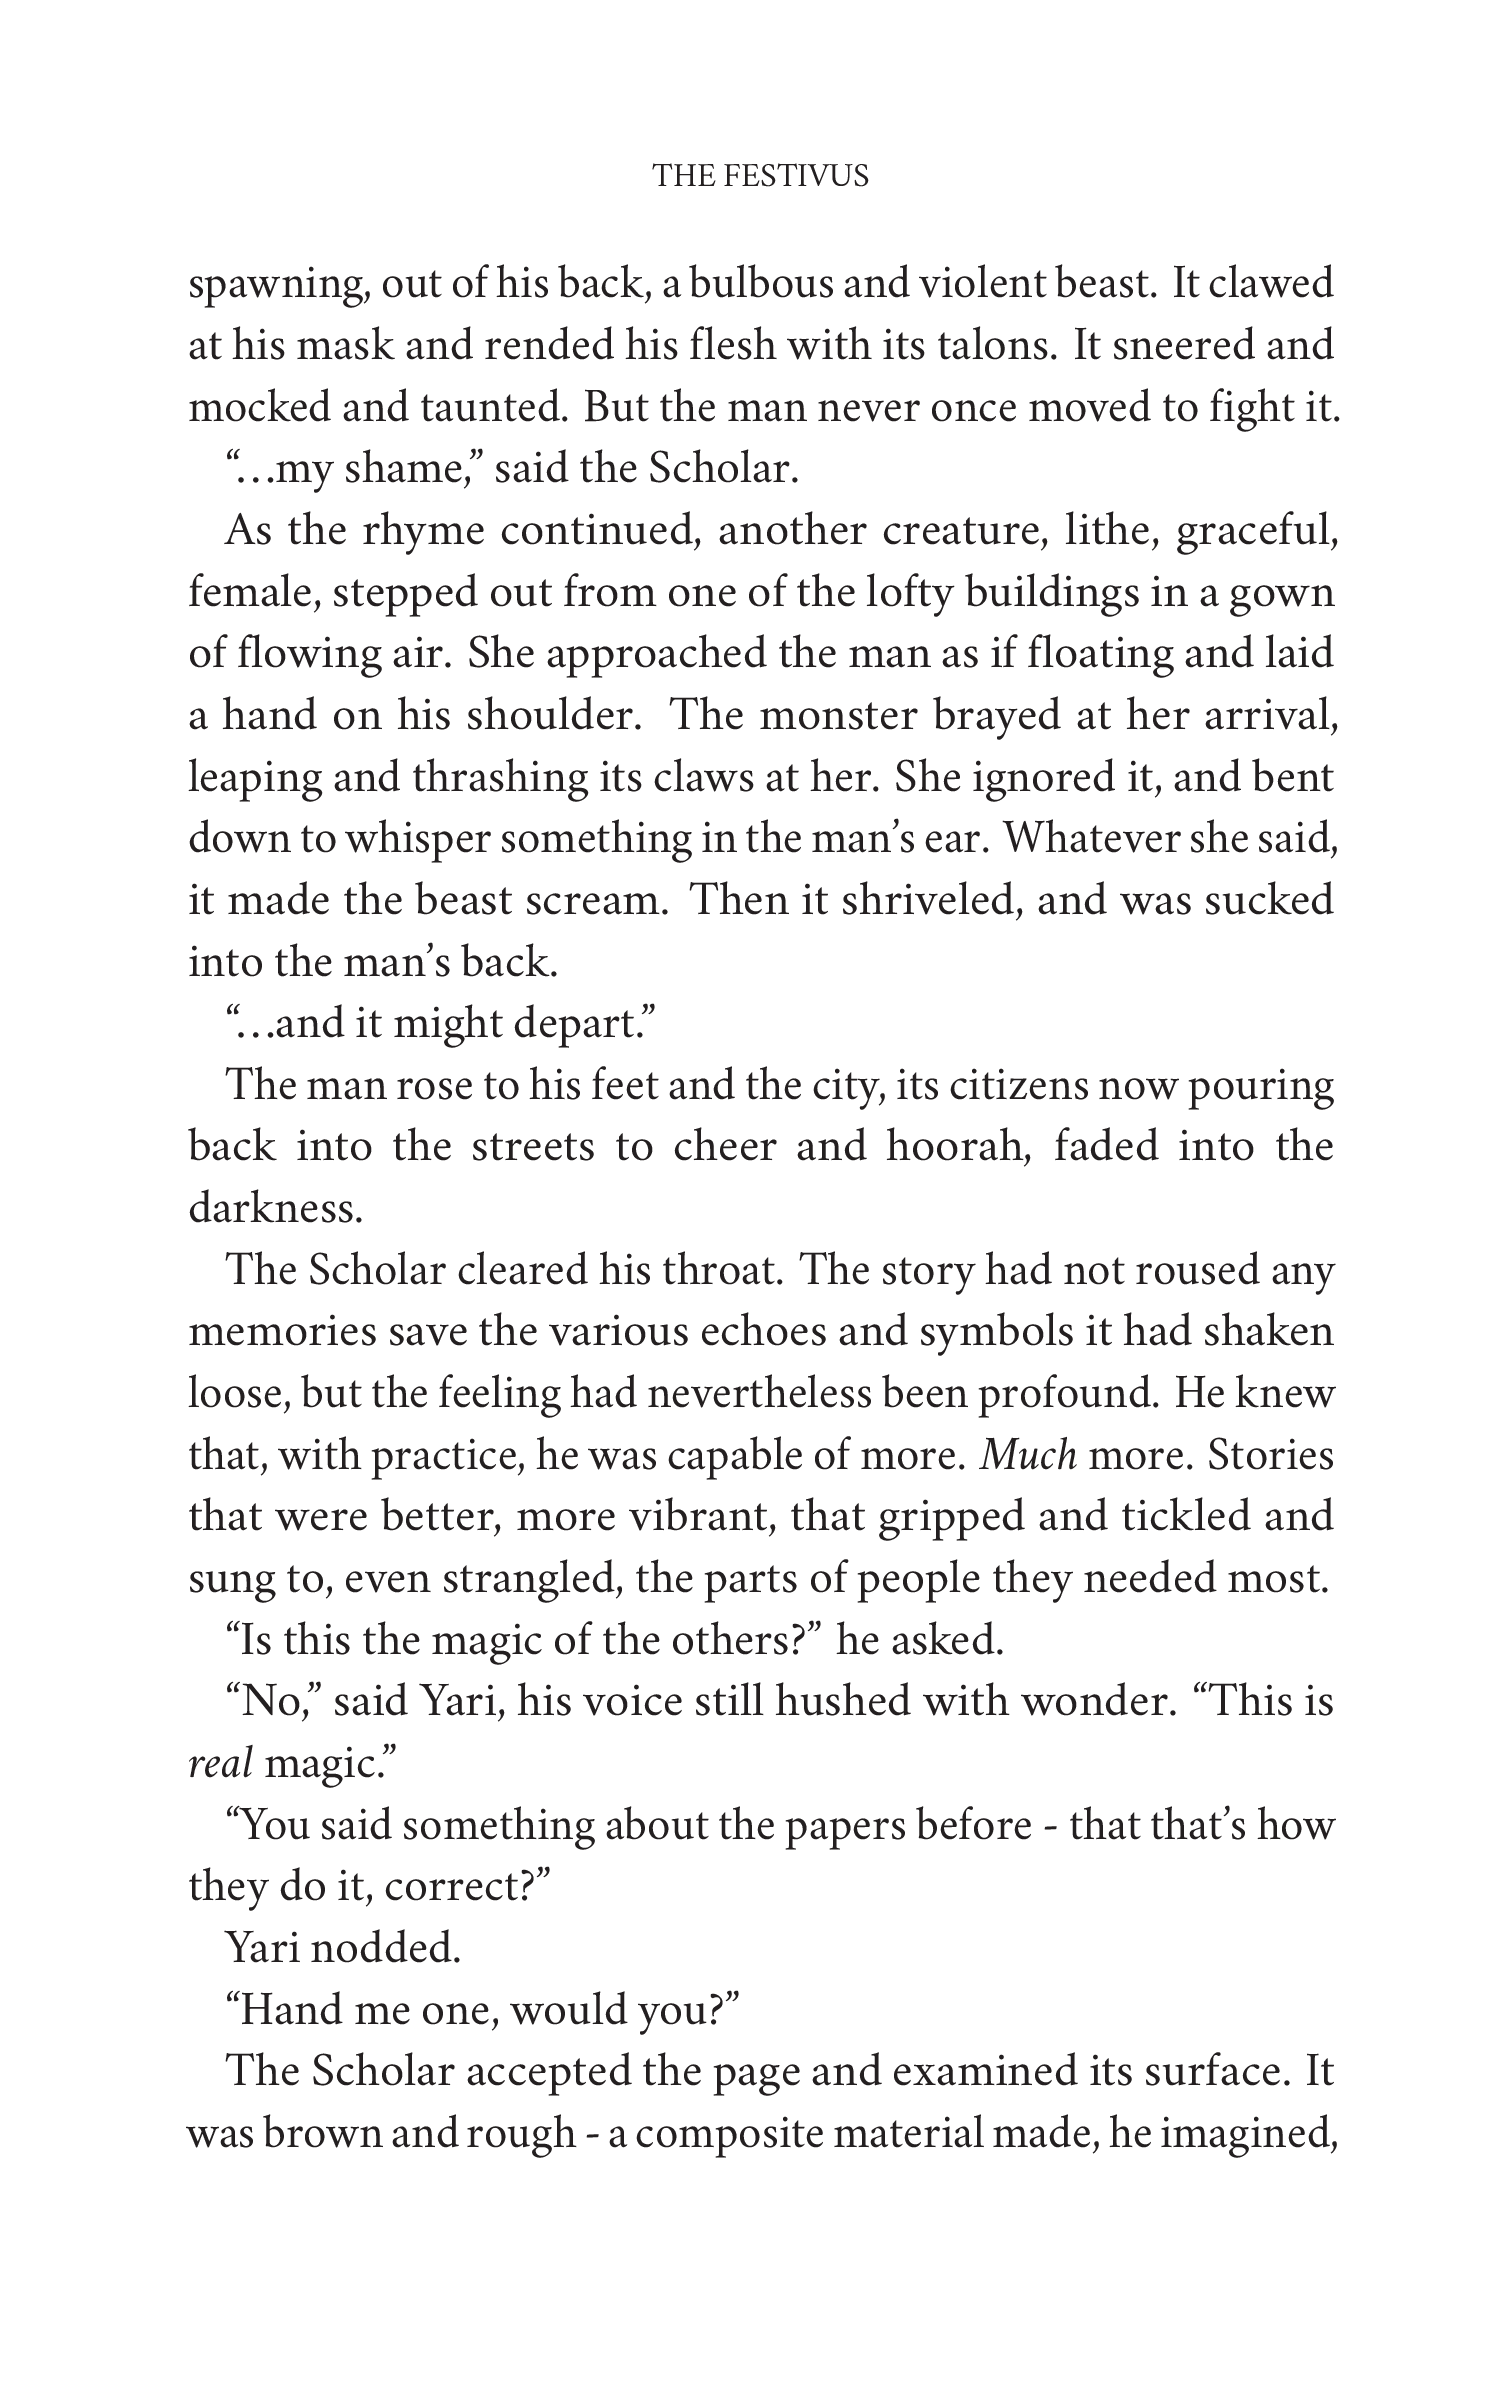 THE FESTIVUS
spawning, out of his back, a bulbous and violent beast. It clawed
at his mask and rended his flesh with its talons. It sneered and
mocked and taunted. But the man never once moved to fight it.
“…my shame,” said the Scholar.
As the rhyme continued, another creature, lithe, graceful,
female, stepped out from one of the lofty buildings in a gown
of flowing air. She approached the man as if floating and laid
a hand on his shoulder. The monster brayed at her arrival,
leaping and thrashing its claws at her. She ignored it, and bent
down to whisper something in the man’s ear. Whatever she said,
it made the beast scream. Then it shriveled, and was sucked
into the man’s back.
“…and it might depart.”
The man rose to his feet and the city, its citizens now pouring
back into the streets to cheer and hoorah, faded into the
darkness.
The Scholar cleared his throat. The story had not roused any
memories save the various echoes and symbols it had shaken
loose, but the feeling had nevertheless been profound. He knew
that, with practice, he was capable of more. Much more. Stories
that were better, more vibrant, that gripped and tickled and
sung to, even strangled, the parts of people they needed most.
“Is this the magic of the others?” he asked.
“No,” said Yari, his voice still hushed with wonder. “This is
real magic.”
“You said something about the papers before - that that’s how
they do it, correct?”
Yari nodded.
“Hand me one, would you?”
The Scholar accepted the page and examined its surface. It
was brown and rough - a composite material made, he imagined,